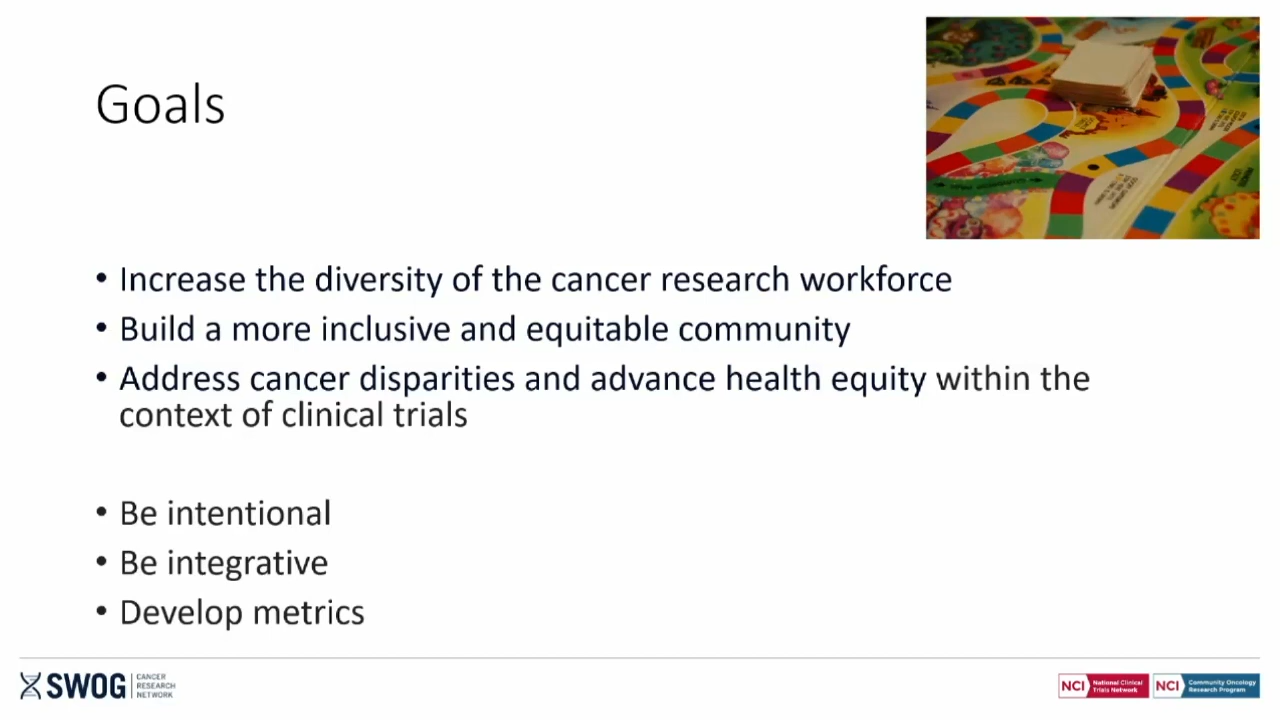 Goals
• Increase the diversity of the cancer research workforce
• Build a more inclusive and equitable community
• Address cancer disparities and advance health equity within the
context of clinical trials
• Be intentional
• Be integrative
• Develop metrics
SWOG
CANCER
RESEARCH
NETWORK
NCI
National Clinical
Trials Network
NCI
Community Oncology
Research Program